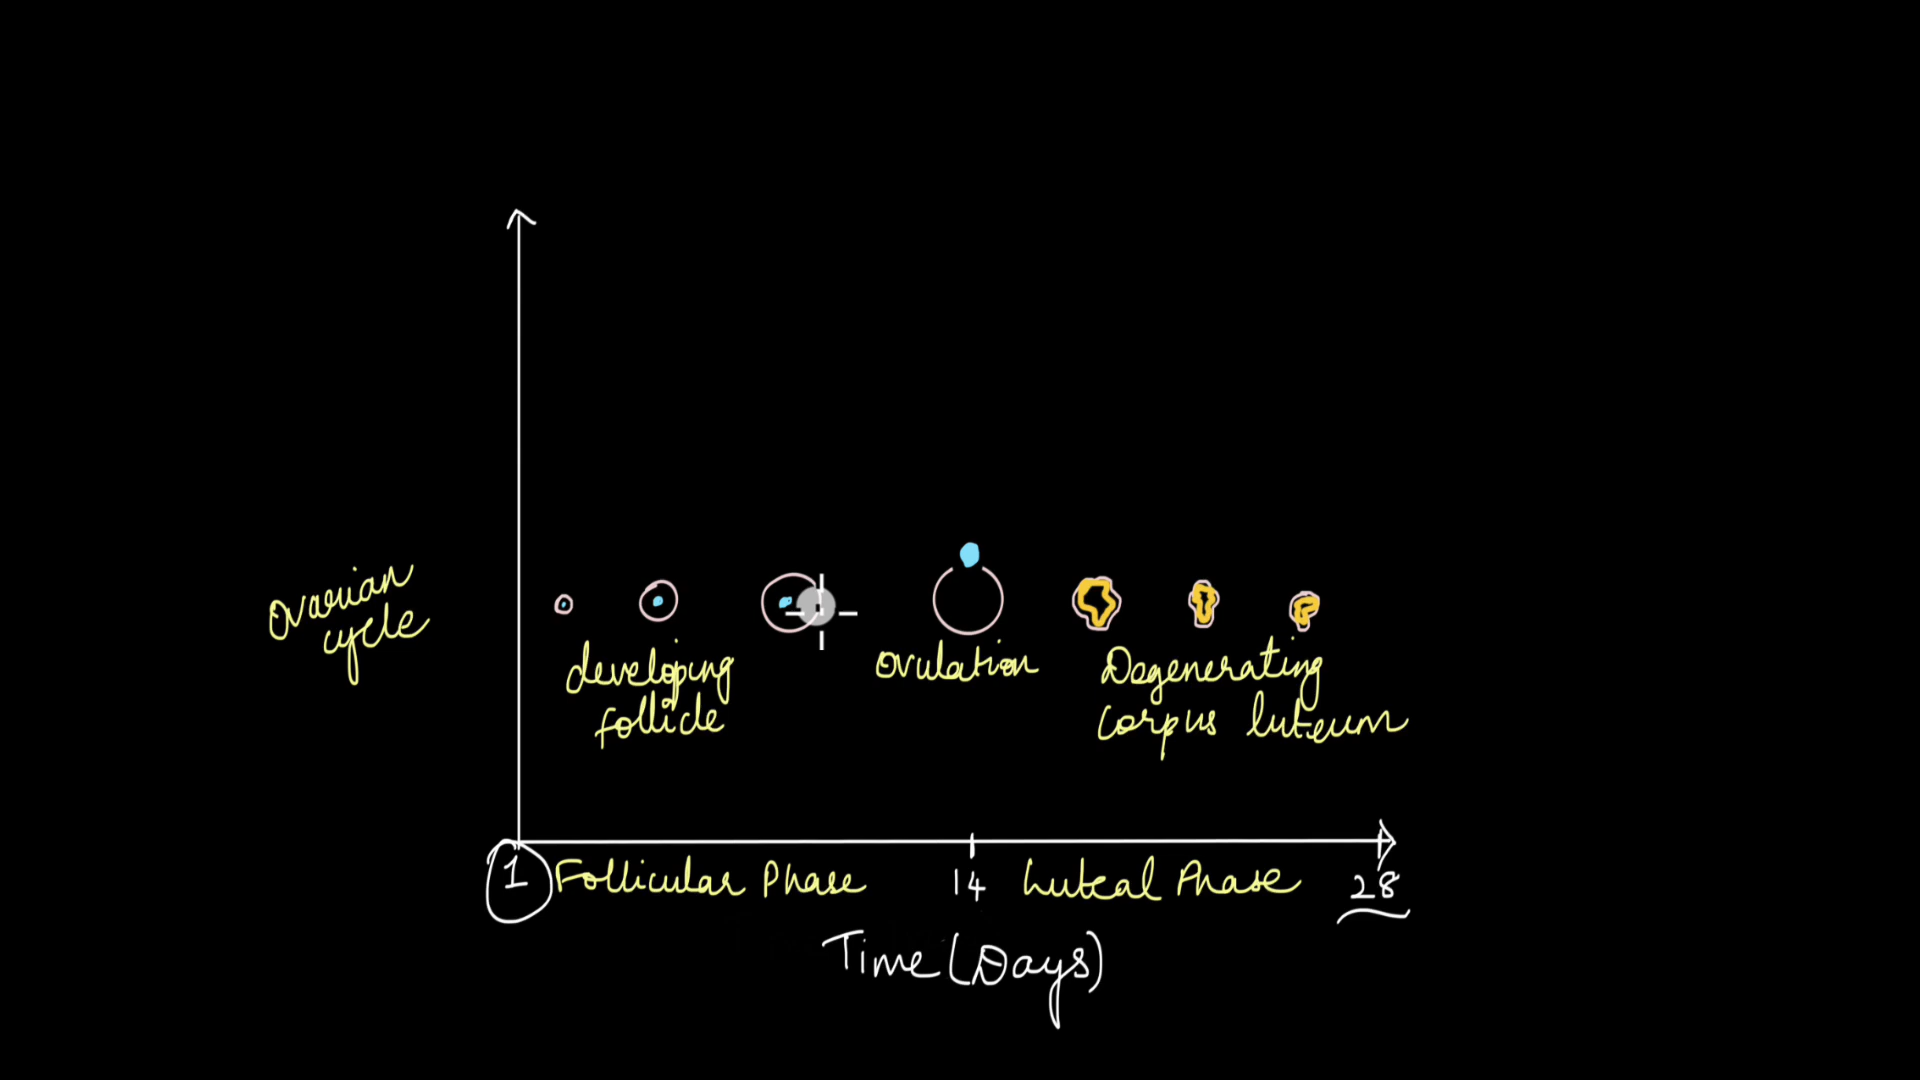 Ovarian
cycle
developing
follicle
ovulation
Degenerating
corpus luteum
1 Follicular Phase 14 Luteal Phase 28
Time (Days)